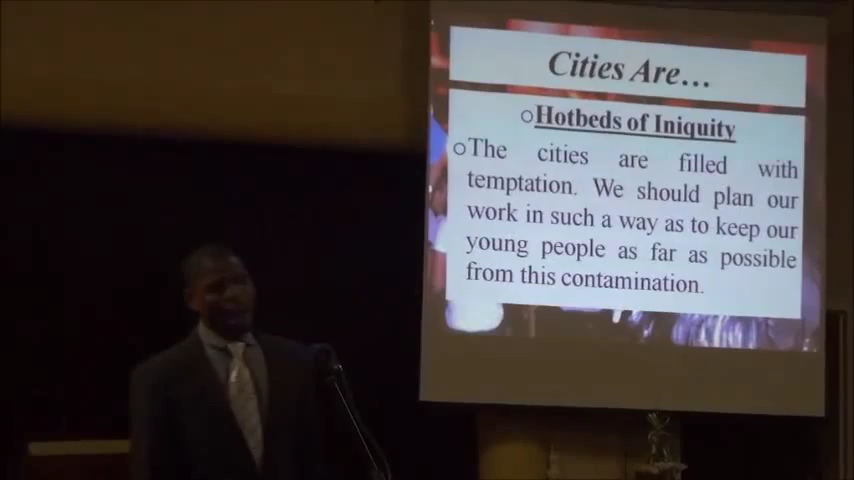 Cities Are...
○Hotbeds of Iniquity
○The cities are filled with
temptation. We should plan our
work in such a way as to keep our
young people as far as possible
from this contamination.